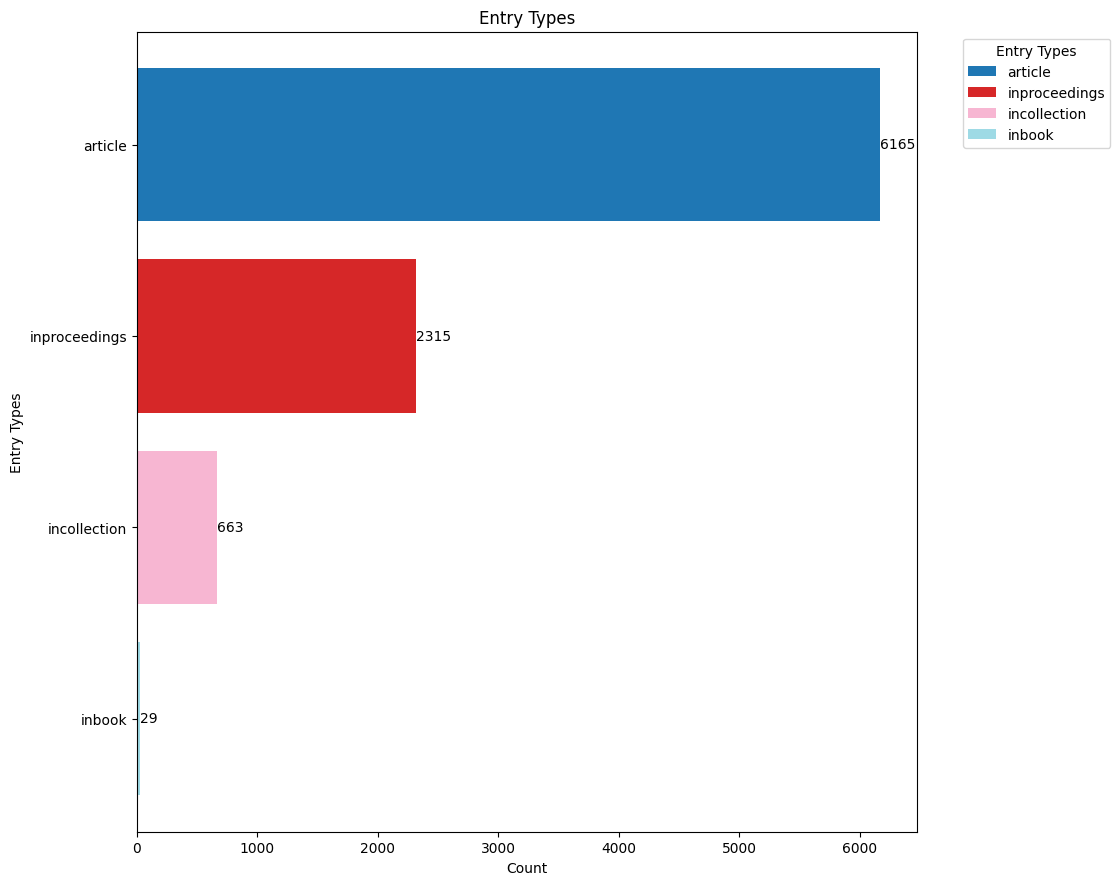 Entry Types
Entry Types
article
inproceedings
incollection
inbook
article
6165
inproceedings
2315
incollection
663
inbook
29
Entry Types
0 1000 2000 3000 4000 5000 6000
Count